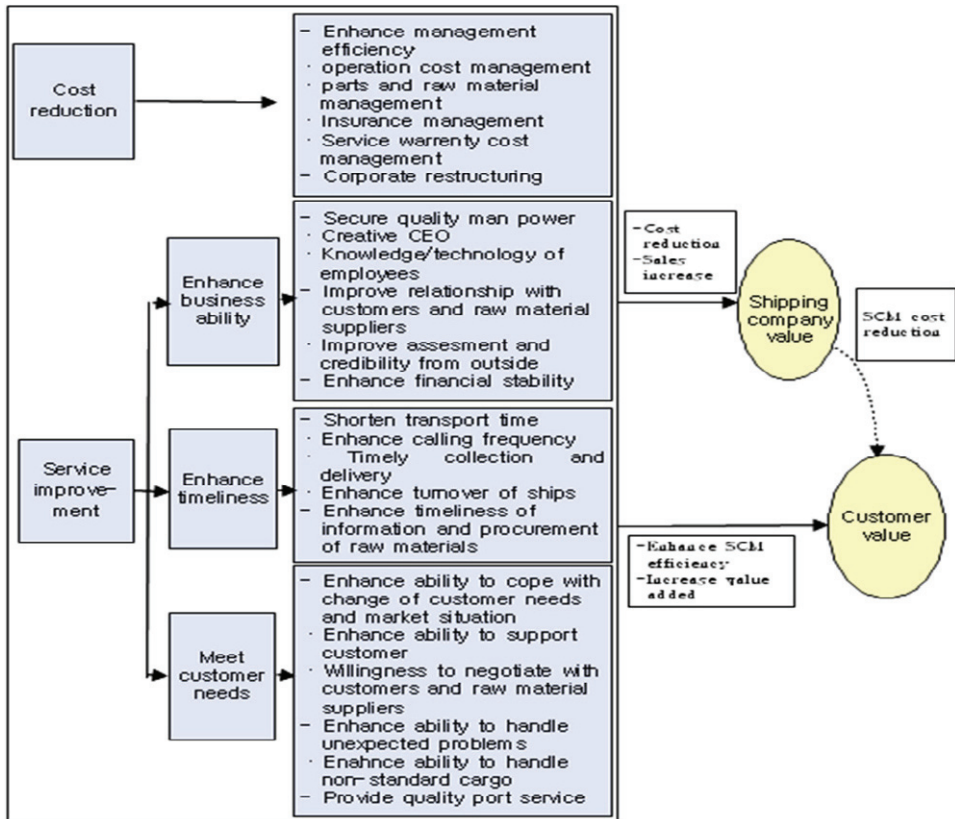 Cost
reduction
- Enhance management
efficiency
· operation cost management
· parts and raw material
management
· Insurance management
· Service warrenty cost
management
- Corporate restructuring
Enhance
business
ability
- Secure quality man power
· Creative CEO
· Knowledge/technology of
employees
- Improve relationship with
customers and raw material
suppliers
· Improve assesment and
credibility from outside
- Enhance financial stability
Service
improve-
ment
Enhance
timeliness
- Shorten transport time
· Enhance calling frequency
· Timely collection and
delivery
· Enhance turnover of ships
- Enhance timeliness of
information and procurement
of raw materials
Meet
customer
needs
- Enhance ability to cope with
change of customer needs
and market situation
· Enhance ability to support
customer
· Willingness to negotiate with
customers and raw material
suppliers
- Enhance ability to handle
unexpected problems
· Enahnce ability to handle
non-standard cargo
- Provide quality port service
-Cost
reduction
-Sales
increase
Shipping
company
value
SCM cost
reduction
-Enhance SCM
efficiency
-Increase value
added
Customer
value